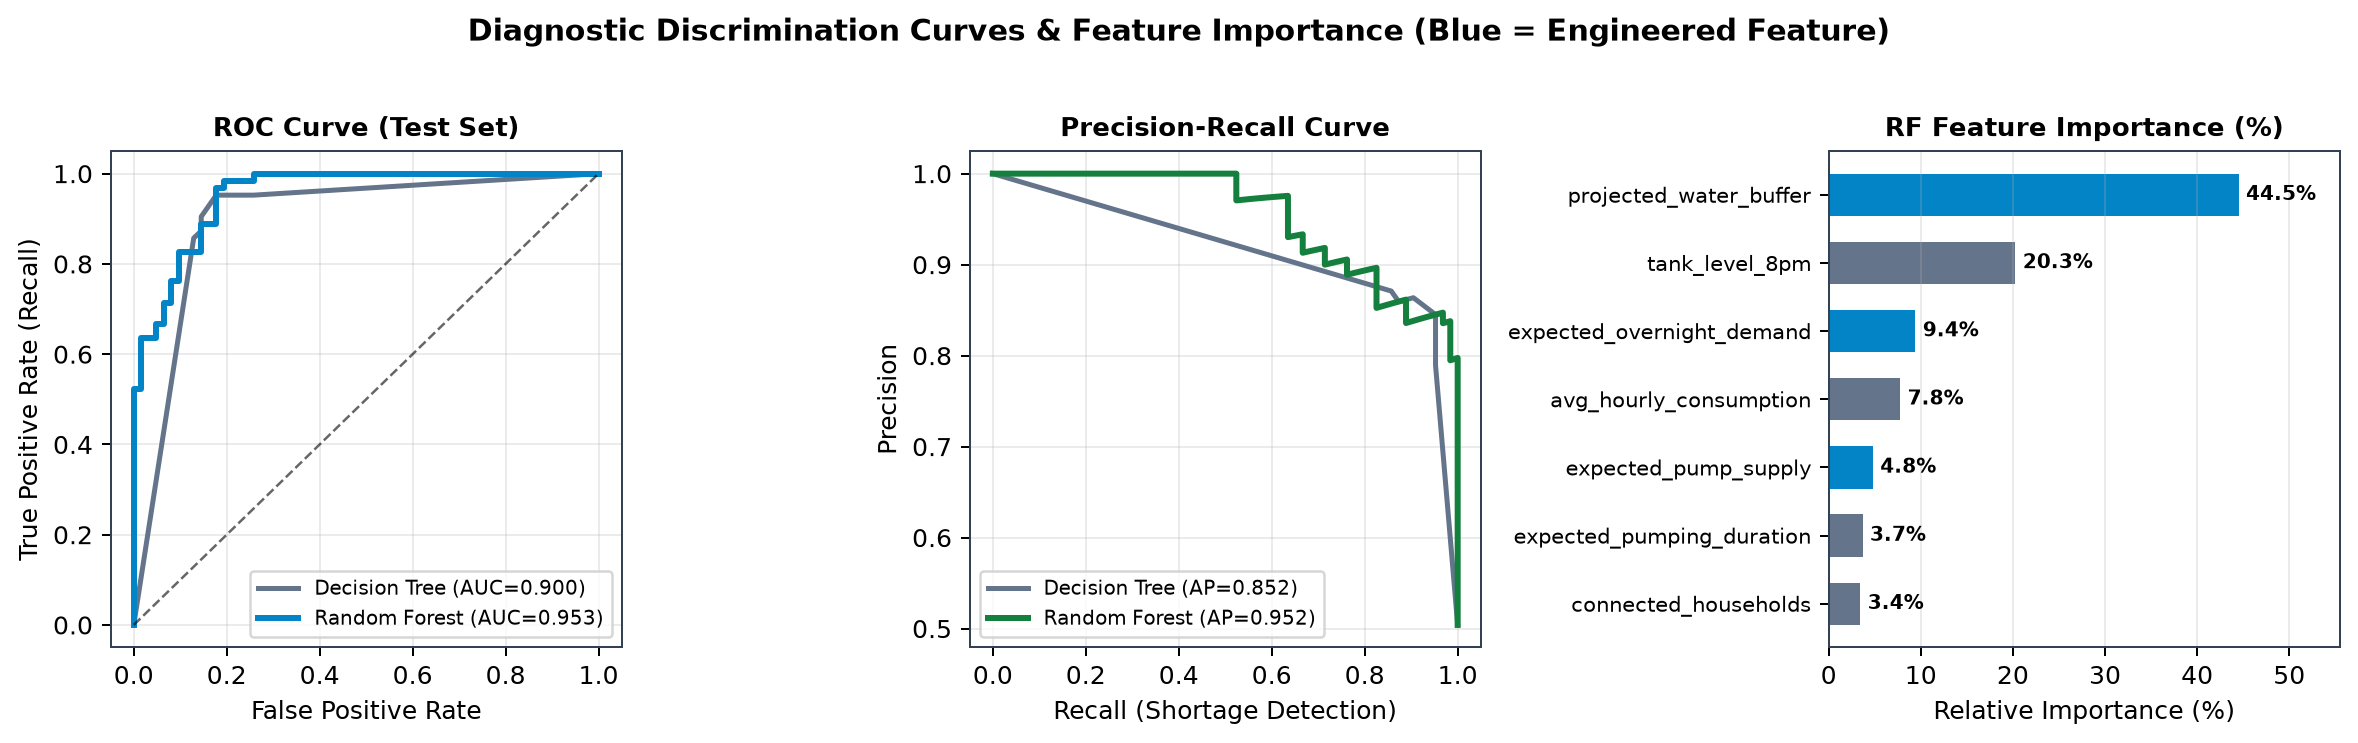 Diagnostic Discrimination Curves & Feature Importance (Blue = Engineered Feature)
ROC Curve (Test Set)
True Positive Rate (Recall)
1.0
0.8
0.6
0.4
0.2
0.0
Decision Tree (AUC=0.900)
Random Forest (AUC=0.953)
0.0 0.2 0.4 0.6 0.8 1.0
False Positive Rate
Precision-Recall Curve
Precision
1.0
0.9
0.8
0.7
0.6
0.5
Decision Tree (AP=0.852)
Random Forest (AP=0.952)
0.0 0.2 0.4 0.6 0.8 1.0
Recall (Shortage Detection)
RF Feature Importance (%)
projected_water_buffer 44.5%
tank_level_8pm 20.3%
expected_overnight_demand 9.4%
avg_hourly_consumption 7.8%
expected_pump_supply 4.8%
expected_pumping_duration 3.7%
connected_households 3.4%
0 10 20 30 40 50
Relative Importance (%)